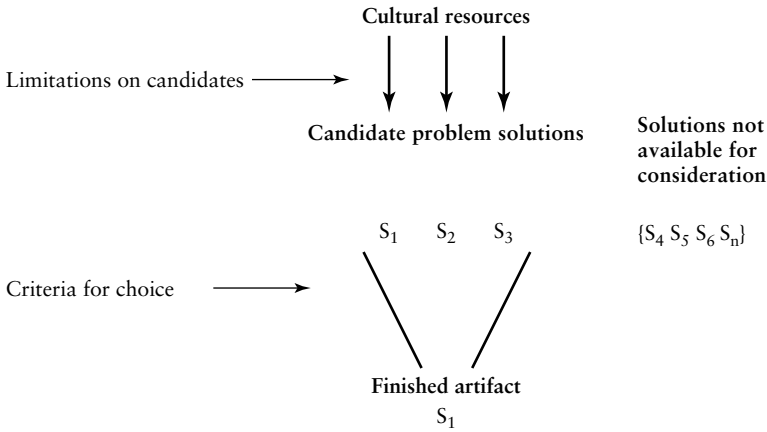 Cultural resources
Limitations on candidates
Candidate problem solutions
Solutions not
available for
consideration
S₁ S₂ S₃
{S₄ S₅ S₆ Sₙ}
Criteria for choice
Finished artifact
S₁